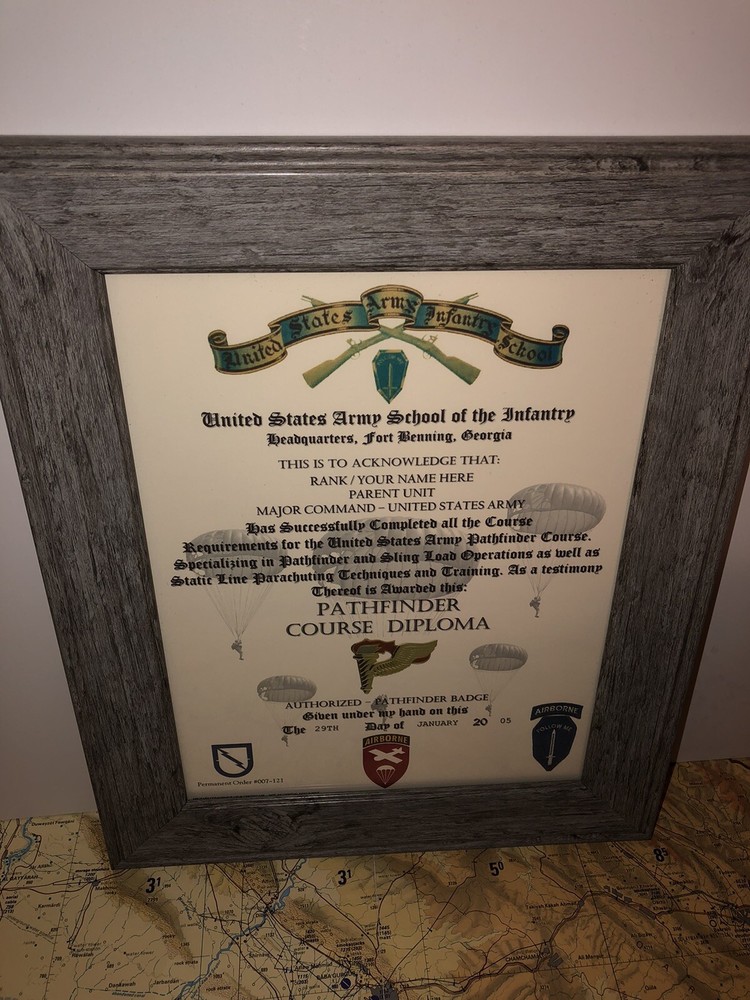 United States Army Infantry School
United States Army School of the Infantry
Headquarters, Fort Benning, Georgia
THIS IS TO ACKNOWLEDGE THAT:
RANK / YOUR NAME HERE
PARENT UNIT
MAJOR COMMAND – UNITED STATES ARMY
Has Successfully Completed all the Course
Requirements for the United States Army Pathfinder Course.
Specializing in Pathfinder and Sling Load Operations as well as
Static Line Parachuting Techniques and Training. As a testimony
Thereof is Awarded this:
PATHFINDER
COURSE DIPLOMA
AUTHORIZED – PATHFINDER BADGE
Given under my hand on this
The 29TH Day of JANUARY 20 05
AIRBORNE
FOLLOW ME
AIRBORNE
Permanent Order #007-121
31
31
50
85
CHAMCHAMAL